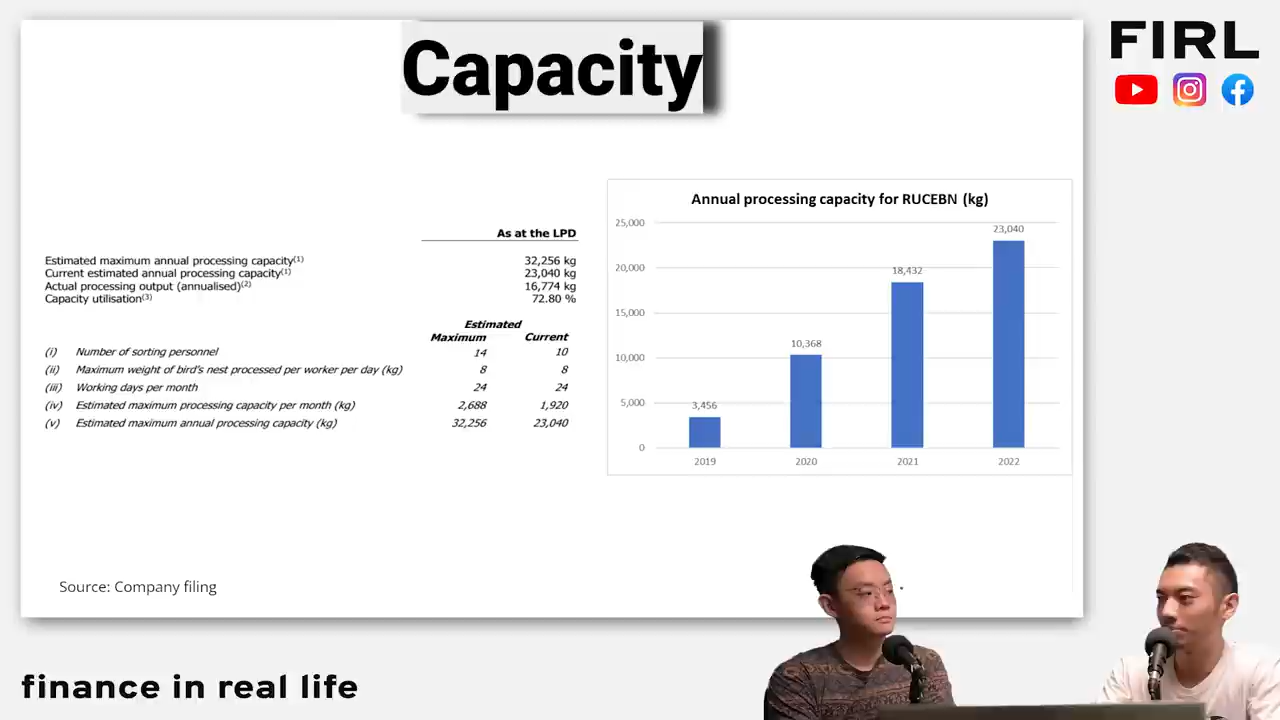 Capacity
FIRL
As at the LPD
Estimated maximum annual processing capacity(1) 32,256 kg
Current estimated annual processing capacity(1) 23,040 kg
Actual processing output (annualised)(2) 16,774 kg
Capacity utilisation(3) 72.80 %
Estimated
Maximum Current
(i) Number of sorting personnel 14 10
(ii) Maximum weight of bird's nest processed per worker per day (kg) 8 8
(iii) Working days per month 24 24
(iv) Estimated maximum processing capacity per month (kg) 2,688 1,920
(v) Estimated maximum annual processing capacity (kg) 32,256 23,040
Annual processing capacity for RUCEBN (kg)
25,000
20,000
15,000
10,000
5,000
0
3,456
10,368
18,432
23,040
2019 2020 2021 2022
Source: Company filing
finance in real life